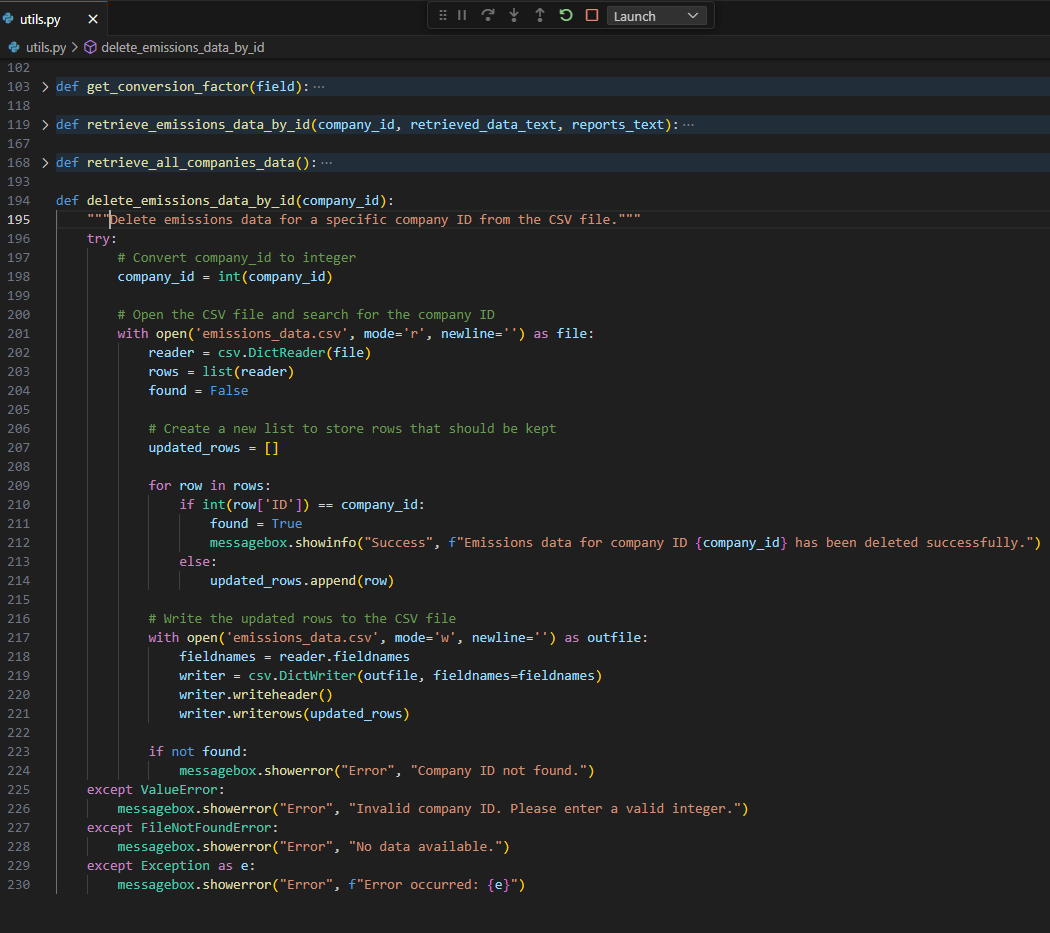 utils.py
Launch
utils.py > delete_emissions_data_by_id
102
103 def get_conversion_factor(field): ···
118
119 def retrieve_emissions_data_by_id(company_id, retrieved_data_text, reports_text): ···
167
168 def retrieve_all_companies_data(): ···
193
194 def delete_emissions_data_by_id(company_id):
195     """Delete emissions data for a specific company ID from the CSV file."""
196     try:
197         # Convert company_id to integer
198         company_id = int(company_id)
199
200         # Open the CSV file and search for the company ID
201         with open('emissions_data.csv', mode='r', newline='') as file:
202             reader = csv.DictReader(file)
203             rows = list(reader)
204             found = False
205
206             # Create a new list to store rows that should be kept
207             updated_rows = []
208
209             for row in rows:
210                 if int(row['ID']) == company_id:
211                     found = True
212                     messagebox.showinfo("Success", f"Emissions data for company ID {company_id} has been deleted successfully.")
213                 else:
214                     updated_rows.append(row)
215
216             # Write the updated rows to the CSV file
217             with open('emissions_data.csv', mode='w', newline='') as outfile:
218                 fieldnames = reader.fieldnames
219                 writer = csv.DictWriter(outfile, fieldnames=fieldnames)
220                 writer.writeheader()
221                 writer.writerows(updated_rows)
222
223             if not found:
224                 messagebox.showerror("Error", "Company ID not found.")
225     except ValueError:
226         messagebox.showerror("Error", "Invalid company ID. Please enter a valid integer.")
227     except FileNotFoundError:
228         messagebox.showerror("Error", "No data available.")
229     except Exception as e:
230         messagebox.showerror("Error", f"Error occurred: {e}")